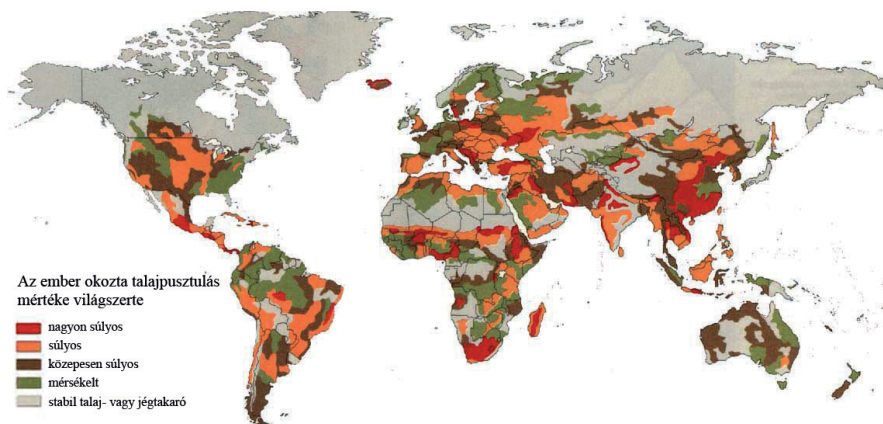 Az ember okozta talajpusztulás
mértéke világszerte
nagyon súlyos
súlyos
közepesen súlyos
mérsékelt
stabil talaj- vagy jégtakaró